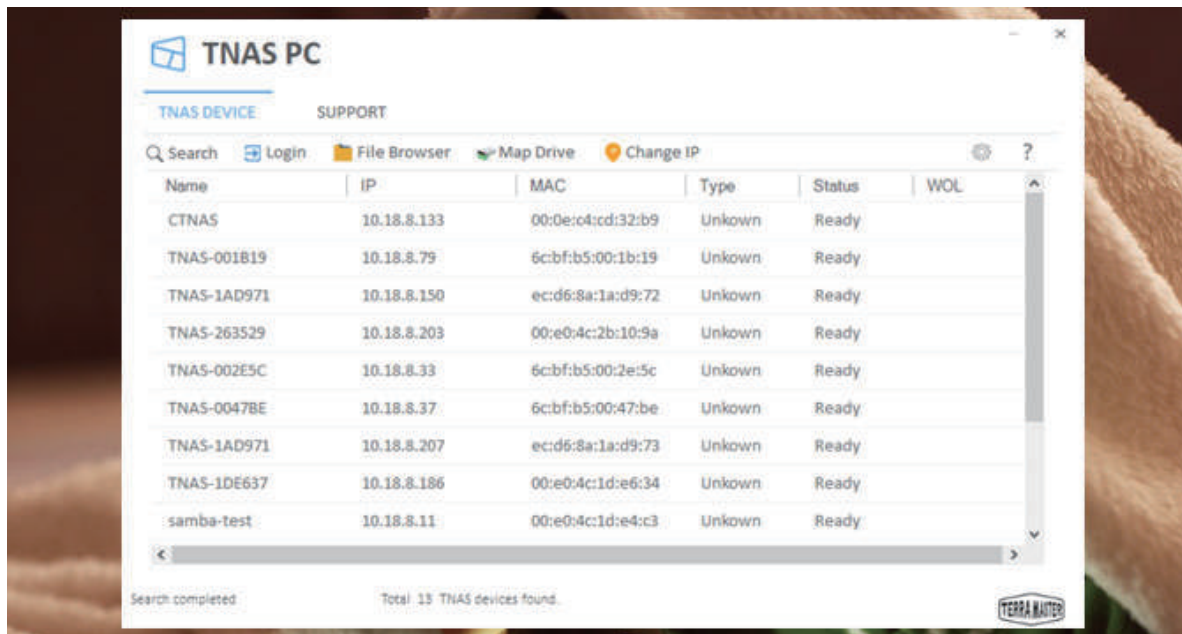 TNAS PC
TNAS DEVICE SUPPORT
Search Login File Browser Map Drive Change IP ?
Name IP MAC Type Status WOL
CTNAS 10.18.8.133 00:0e:c4:cd:32:b9 Unkown Ready
TNAS-001B19 10.18.8.79 6c:bf:b5:00:1b:19 Unkown Ready
TNAS-1AD971 10.18.8.150 ec:d6:8a:1a:d9:72 Unkown Ready
TNAS-263529 10.18.8.203 00:e0:4c:2b:10:9a Unkown Ready
TNAS-002E5C 10.18.8.33 6c:bf:b5:00:2e:5c Unkown Ready
TNAS-0047BE 10.18.8.37 6c:bf:b5:00:47:be Unkown Ready
TNAS-1AD971 10.18.8.207 ec:d6:8a:1a:d9:73 Unkown Ready
TNAS-1DE637 10.18.8.186 00:e0:4c:1d:e6:34 Unkown Ready
samba-test 10.18.8.11 00:e0:4c:1d:e4:c3 Unkown Ready
Search completed Total 13 TNAS devices found.
TERRA MASTER